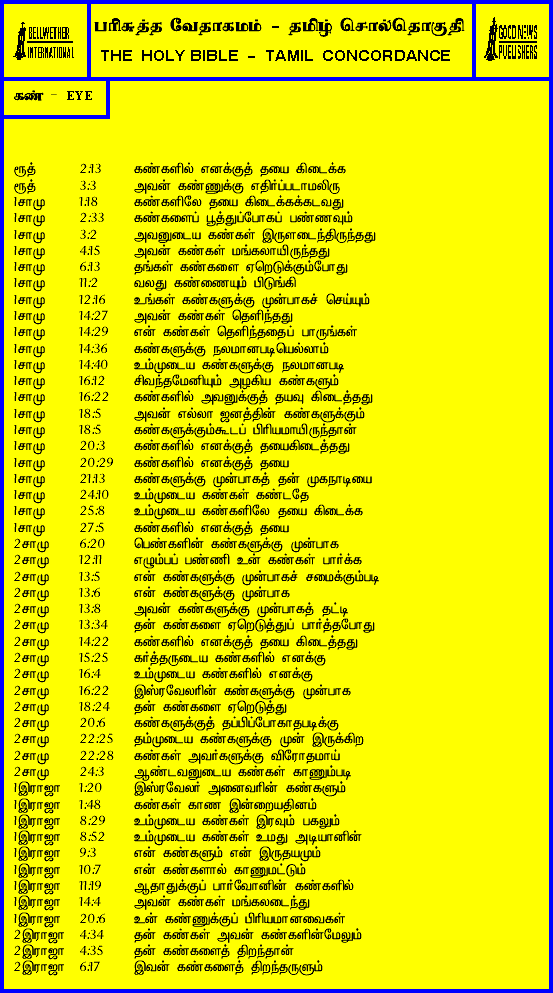 BELLWETHER INTERNATIONAL
பரிசுத்த வேதாகமம் - தமிழ் சொல்தொகுதி
THE HOLY BIBLE - TAMIL CONCORDANCE
GOOD NEWS PUBLISHERS
கண் - EYE
ரூத் 2:13 கண்களில் எனக்குத் தயை கிடைக்க
ரூத் 3:3 அவன் கண்ணுக்கு எதிர்ப்படாமலிரு
1சாமு 1:18 கண்களிலே தயை கிடைக்கக்கடவது
1சாமு 2:33 கண்களைப் பூத்துப்போகப் பண்ணவும்
1சாமு 3:2 அவனுடைய கண்கள் இருளடைந்திருந்தது
1சாமு 4:15 அவன் கண்கள் மங்கலாயிருந்தது
1சாமு 6:13 தங்கள் கண்களை ஏறெடுக்கும்போது
1சாமு 11:2 வலது கண்ணையும் பிடுங்கி
1சாமு 12:16 உங்கள் கண்களுக்கு முன்பாகச் செய்யும்
1சாமு 14:27 அவன் கண்கள் தெளிந்தது
1சாமு 14:29 என் கண்கள் தெளிந்ததைப் பாருங்கள்
1சாமு 14:36 கண்களுக்கு நலமானபடியெல்லாம்
1சாமு 14:40 உம்முடைய கண்களுக்கு நலமானபடி
1சாமு 16:12 சிவந்தமேனியும் அழகிய கண்களும்
1சாமு 16:22 கண்களில் அவனுக்குத் தயவு கிடைத்தது
1சாமு 18:5 அவன் எல்லா ஜனத்தின் கண்களுக்கும்
1சாமு 18:5 கண்களுக்கும்கூடப் பிரியமாயிருந்தான்
1சாமு 20:3 கண்களில் எனக்குத் தயைகிடைத்தது
1சாமு 20:29 கண்களில் எனக்குத் தயை
1சாமு 21:13 கண்களுக்கு முன்பாகத் தன் முகநாடியை
1சாமு 24:10 உம்முடைய கண்கள் கண்டதே
1சாமு 25:8 உம்முடைய கண்களிலே தயை கிடைக்க
1சாமு 27:5 கண்களில் எனக்குத் தயை
2சாமு 6:20 பெண்களின் கண்களுக்கு முன்பாக
2சாமு 12:11 எழும்பப் பண்ணி உன் கண்கள் பார்க்க
2சாமு 13:5 என் கண்களுக்கு முன்பாகச் சமைக்கும்படி
2சாமு 13:6 என் கண்களுக்கு முன்பாக
2சாமு 13:8 அவன் கண்களுக்கு முன்பாகத் தட்டி
2சாமு 13:34 தன் கண்களை ஏறெடுத்துப் பார்த்தபோது
2சாமு 14:22 கண்களில் எனக்குத் தயை கிடைத்தது
2சாமு 15:25 கர்த்தருடைய கண்களில் எனக்கு
2சாமு 16:4 உம்முடைய கண்களில் எனக்கு
2சாமு 16:22 இஸ்ரவேலரின் கண்களுக்கு முன்பாக
2சாமு 18:24 தன் கண்களை ஏறெடுத்து
2சாமு 20:6 கண்களுக்குத் தப்பிப்போகாதபடிக்கு
2சாமு 22:25 தம்முடைய கண்களுக்கு முன் இருக்கிற
2சாமு 22:28 கண்கள் அவர்களுக்கு விரோதமாய்
2சாமு 24:3 ஆண்டவனுடைய கண்கள் காணும்படி
1இராஜா 1:20 இஸ்ரவேலர் அனைவரின் கண்களும்
1இராஜா 1:48 கண்கள் காண இன்றையதினம்
1இராஜா 8:29 உம்முடைய கண்கள் இரவும் பகலும்
1இராஜா 8:52 உம்முடைய கண்கள் உமது அடியானின்
1இராஜா 9:3 என் கண்களும் என் இருதயமும்
1இராஜா 10:7 என் கண்களால் காணுமட்டும்
1இராஜா 11:19 ஆதாதுக்குப் பார்வோனின் கண்களில்
1இராஜா 14:4 அவன் கண்கள் மங்கலடைந்து
1இராஜா 20:6 உன் கண்ணுக்குப் பிரியமானவைகள்
2இராஜா 4:34 தன் கண்கள் அவன் கண்களின்மேலும்
2இராஜா 4:35 தன் கண்களைத் திறந்தான்
2இராஜா 6:17 இவன் கண்களைத் திறந்தருளும்